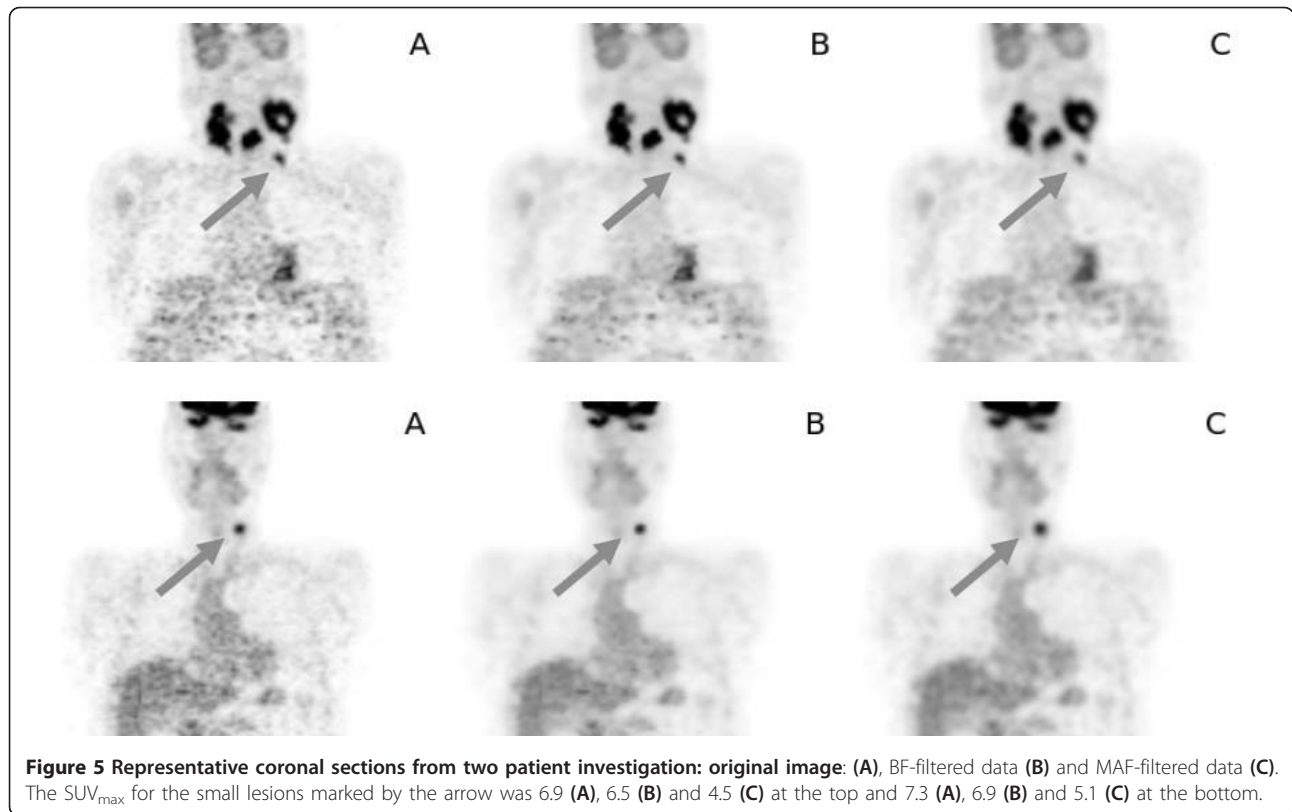 A B C
A B C
Figure 5 Representative coronal sections from two patient investigation: original image: (A), BF-filtered data (B) and MAF-filtered data (C).
The SUVmax for the small lesions marked by the arrow was 6.9 (A), 6.5 (B) and 4.5 (C) at the top and 7.3 (A), 6.9 (B) and 5.1 (C) at the bottom.